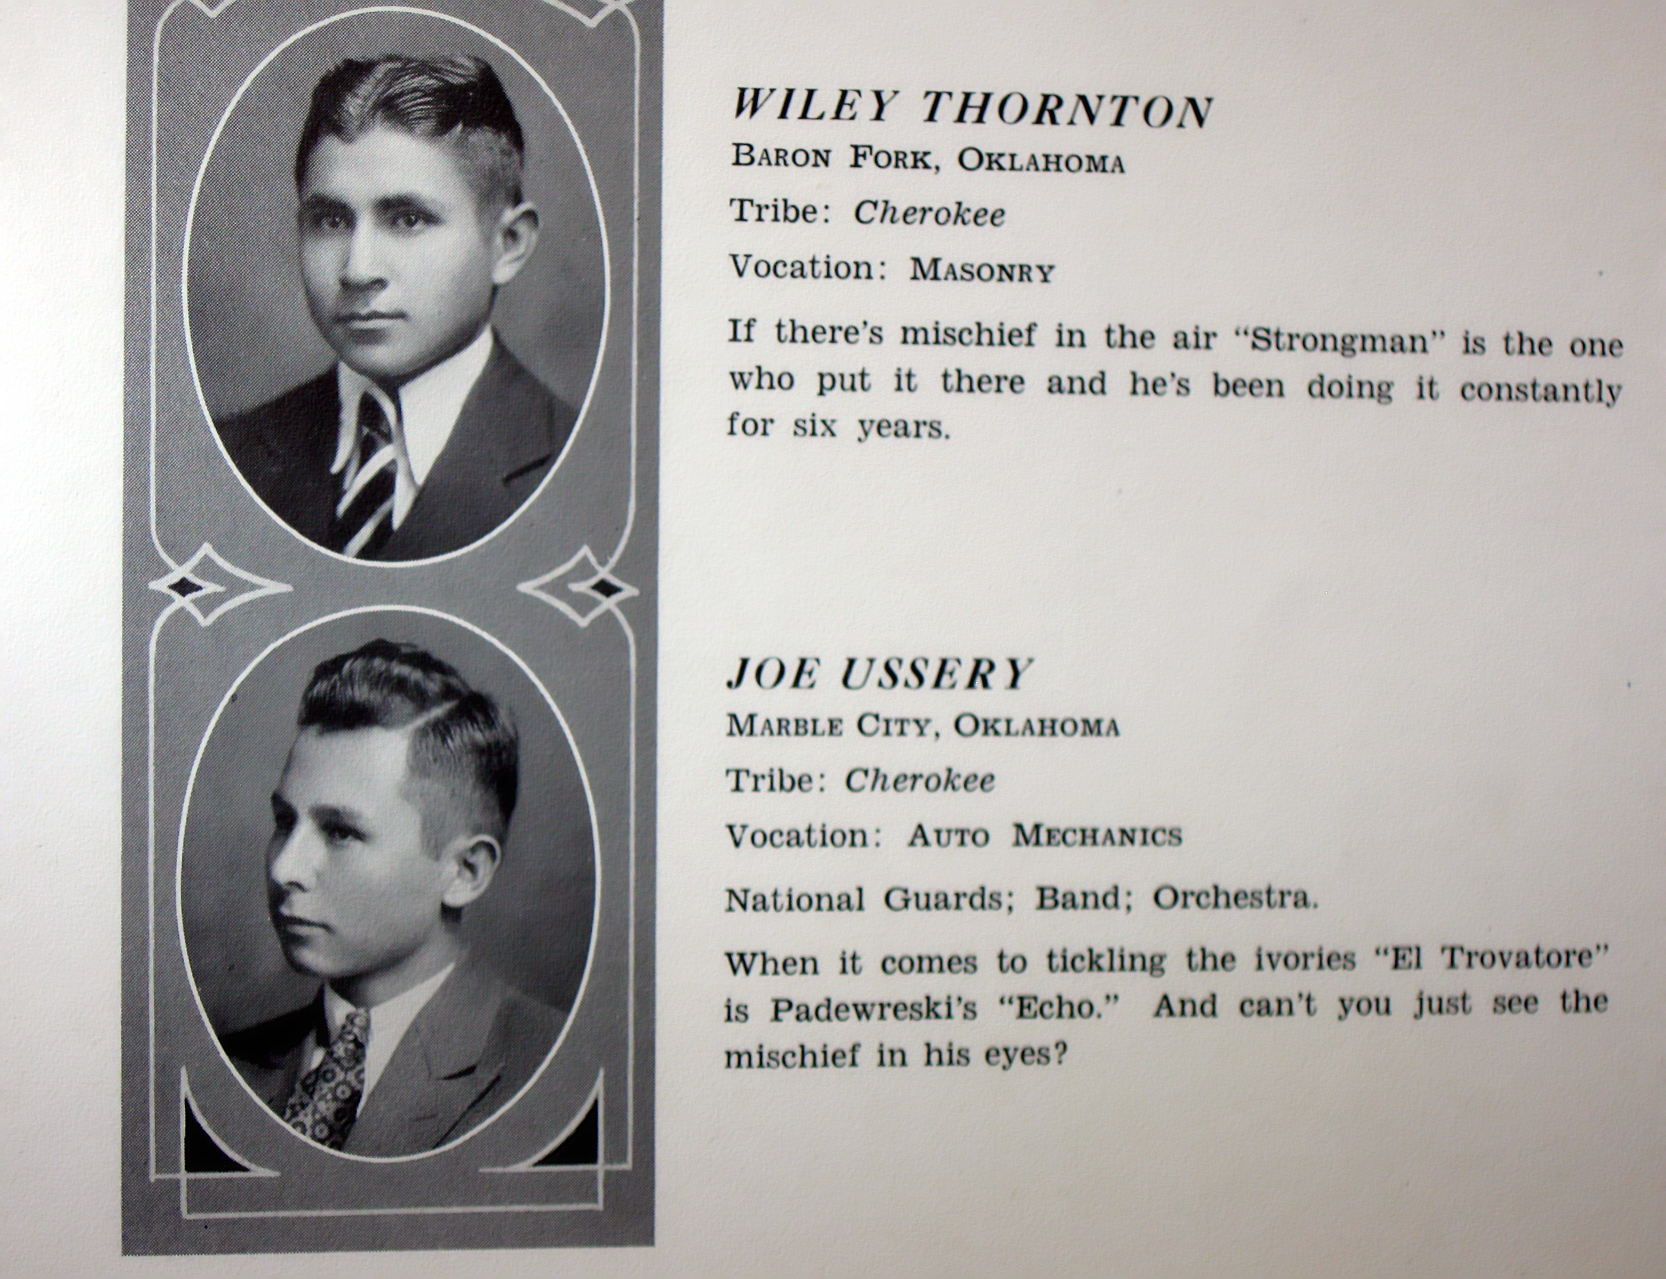 WILEY THORNTON
BARON FORK, OKLAHOMA
Tribe: Cherokee
Vocation: MASONRY
If there's mischief in the air “Strongman” is the one
who put it there and he's been doing it constantly
for six years.
JOE USSERY
MARBLE CITY, OKLAHOMA
Tribe: Cherokee
Vocation: AUTO MECHANICS
National Guards; Band; Orchestra.
When it comes to tickling the ivories “El Trovatore”
is Padewreski's “Echo.” And can't you just see the
mischief in his eyes?